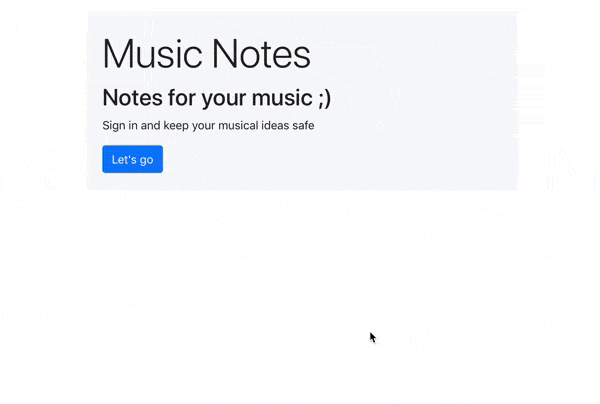 Music Notes
Notes for your music ;)
Sign in and keep your musical ideas safe
Let's go